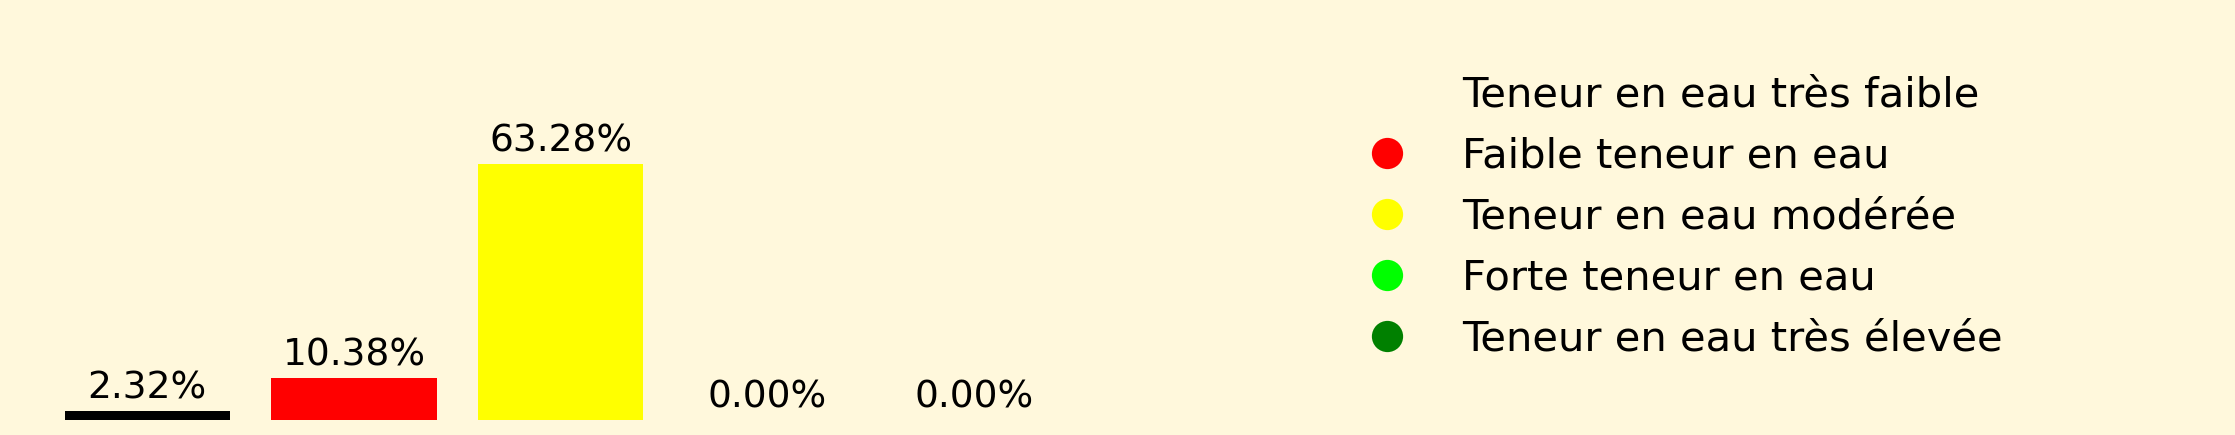 63.28%
10.38%
2.32%
0.00%
0.00%
Teneur en eau très faible
Faible teneur en eau
Teneur en eau modérée
Forte teneur en eau
Teneur en eau très élevée